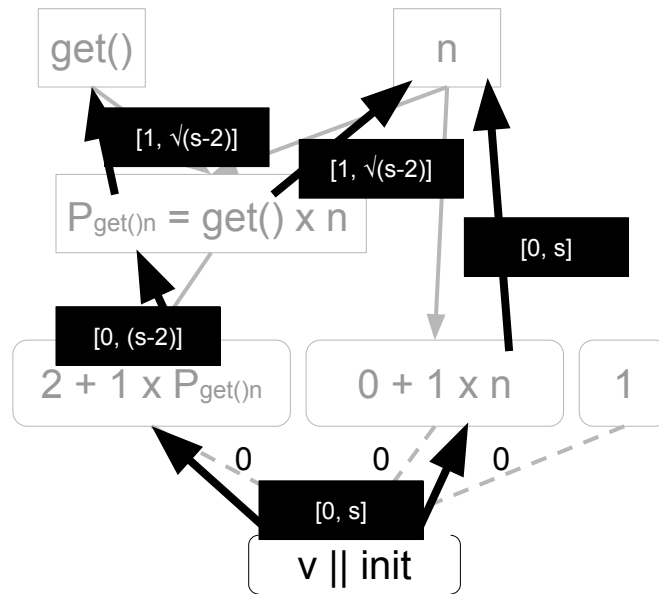 get()
n
[1, √(s-2)]
[1, √(s-2)]
Pget()n = get() x n
[0, s]
[0, (s-2)]
2 + 1 x Pget()n
0 + 1 x n
1
0
0
0
[0, s]
v || init